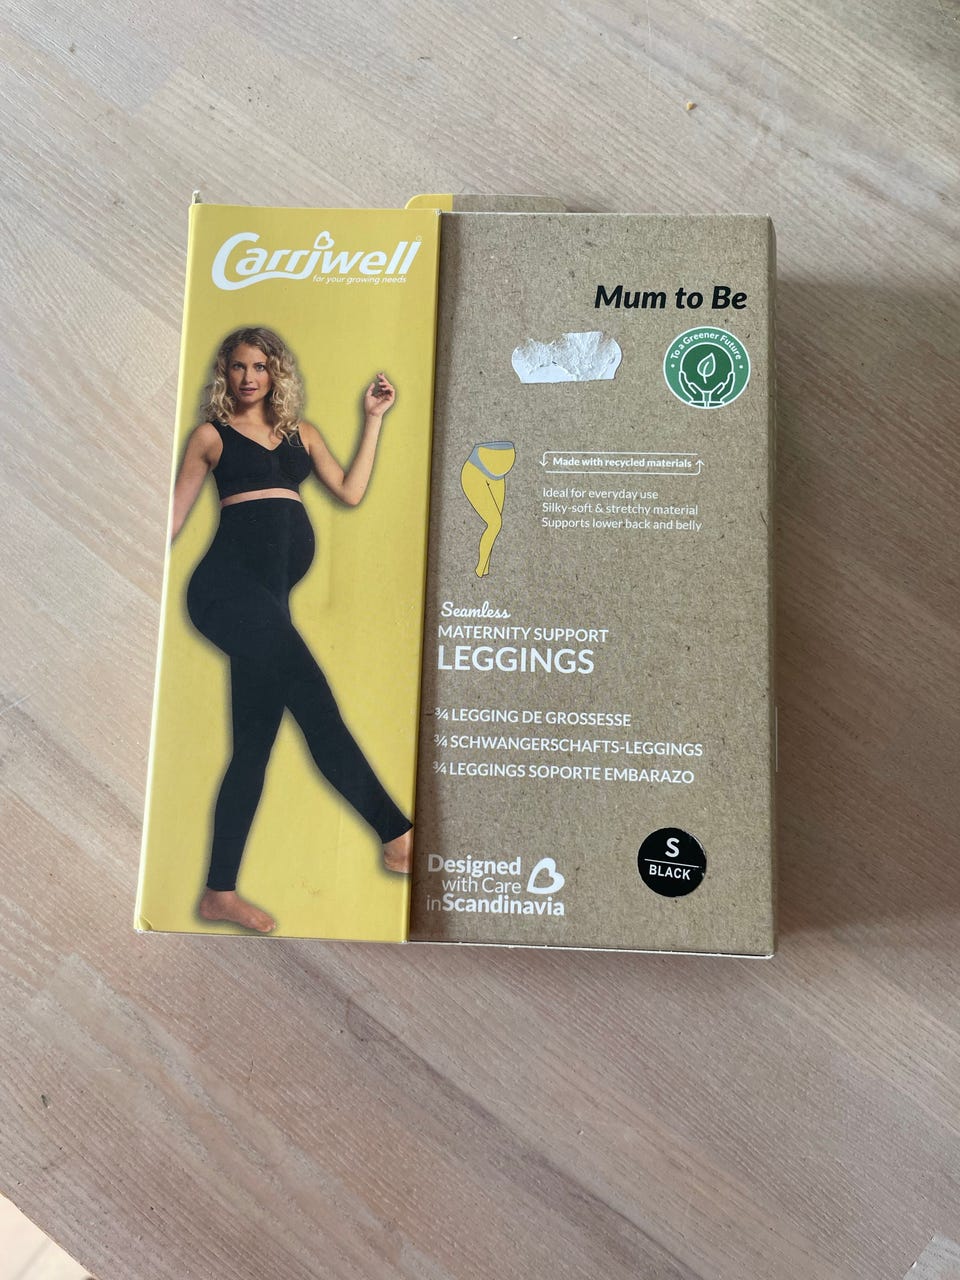 Carriwell
for your growing needs
Mum to Be
To a Greener Future
Made with recycled materials
Ideal for everyday use
Silky-soft & stretchy material
Supports lower back and belly
Seamless
MATERNITY SUPPORT
LEGGINGS
¾ LEGGING DE GROSSESSE
¾ SCHWANGERSCHAFTS-LEGGINGS
¾ LEGGINGS SOPORTE EMBARAZO
Designed
with Care
in Scandinavia
S
BLACK